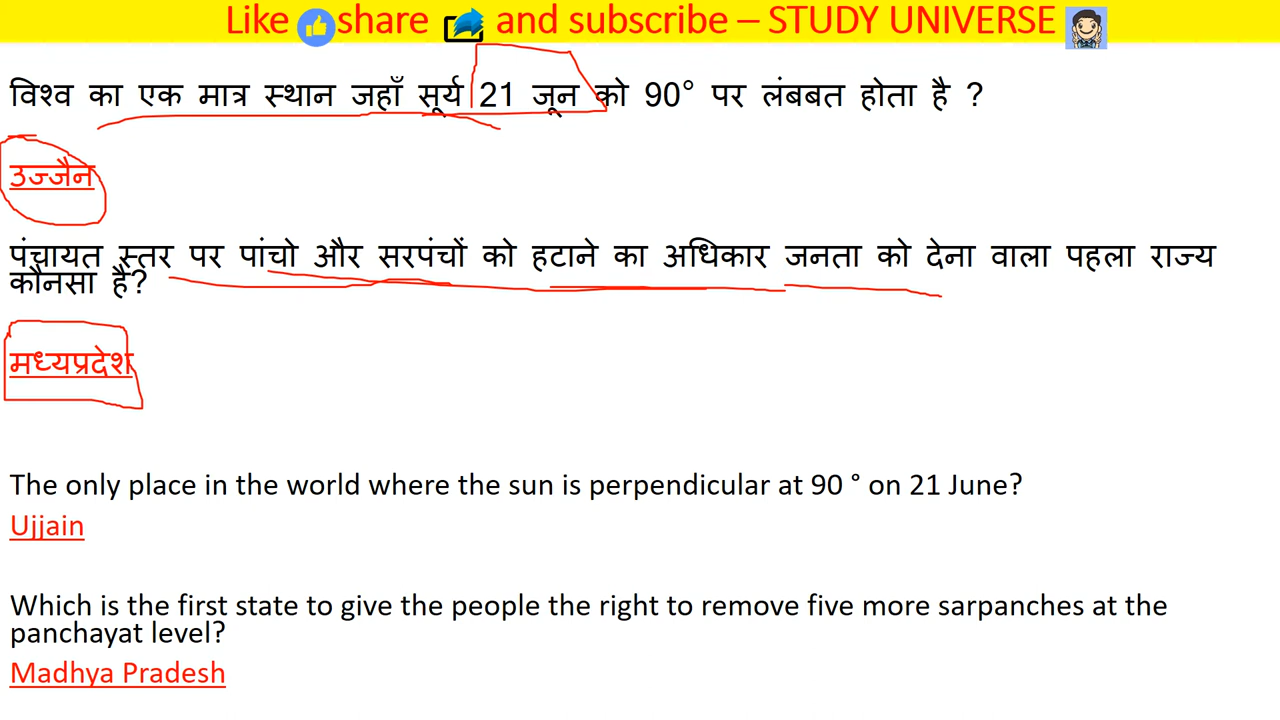 Like share and subscribe – STUDY UNIVERSE
विश्व का एक मात्र स्थान जहाँ सूर्य 21 जून को 90° पर लंबबत होता है ?
उज्जैन
पंचायत स्तर पर पांचो और सरपंचों को हटाने का अधिकार जनता को देना वाला पहला राज्य
कौनसा है?
मध्यप्रदेश
The only place in the world where the sun is perpendicular at 90 ° on 21 June?
Ujjain
Which is the first state to give the people the right to remove five more sarpanches at the
panchayat level?
Madhya Pradesh